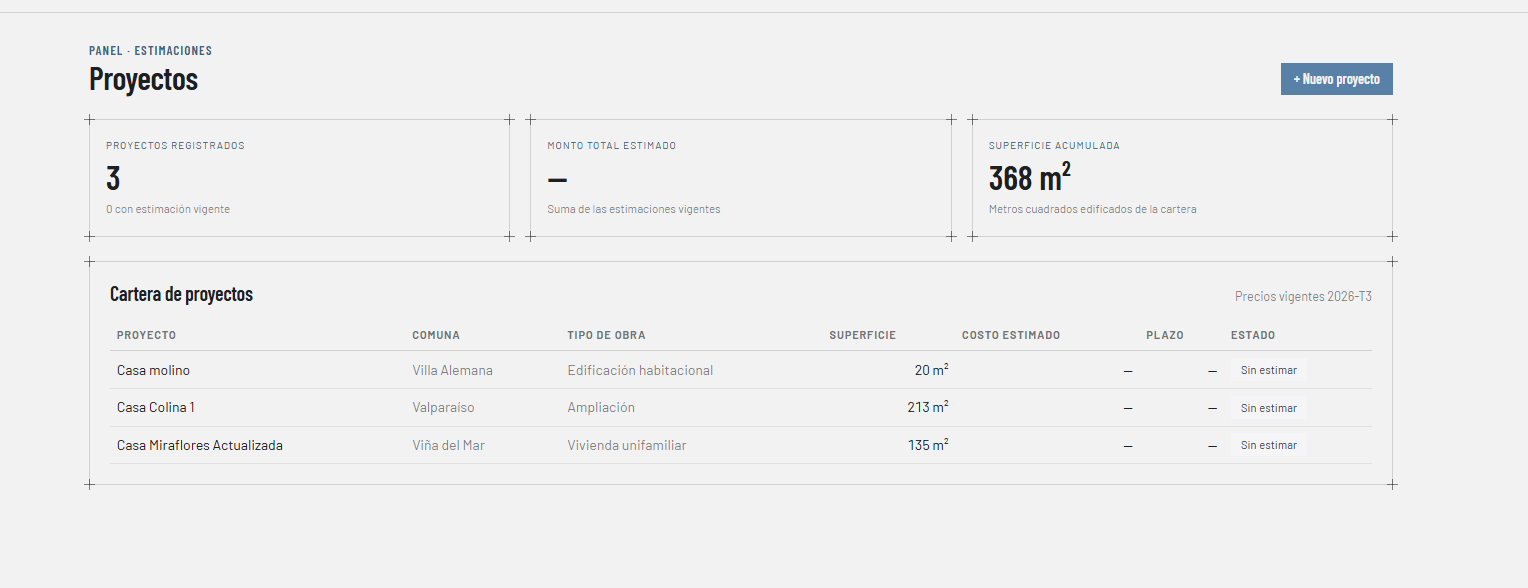 PANEL · ESTIMACIONES
Proyectos
+ Nuevo proyecto
PROYECTOS REGISTRADOS
3
0 con estimación vigente
MONTO TOTAL ESTIMADO
—
Suma de las estimaciones vigentes
SUPERFICIE ACUMULADA
368 m²
Metros cuadrados edificados de la cartera
Cartera de proyectos
Precios vigentes 2026-T3
PROYECTO COMUNA TIPO DE OBRA SUPERFICIE COSTO ESTIMADO PLAZO ESTADO
Casa molino Villa Alemana Edificación habitacional 20 m² — — Sin estimar
Casa Colina 1 Valparaíso Ampliación 213 m² — — Sin estimar
Casa Miraflores Actualizada Viña del Mar Vivienda unifamiliar 135 m² — — Sin estimar